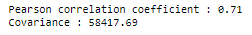 Pearson correlation coefficient : 0.71
Covariance : 58417.69